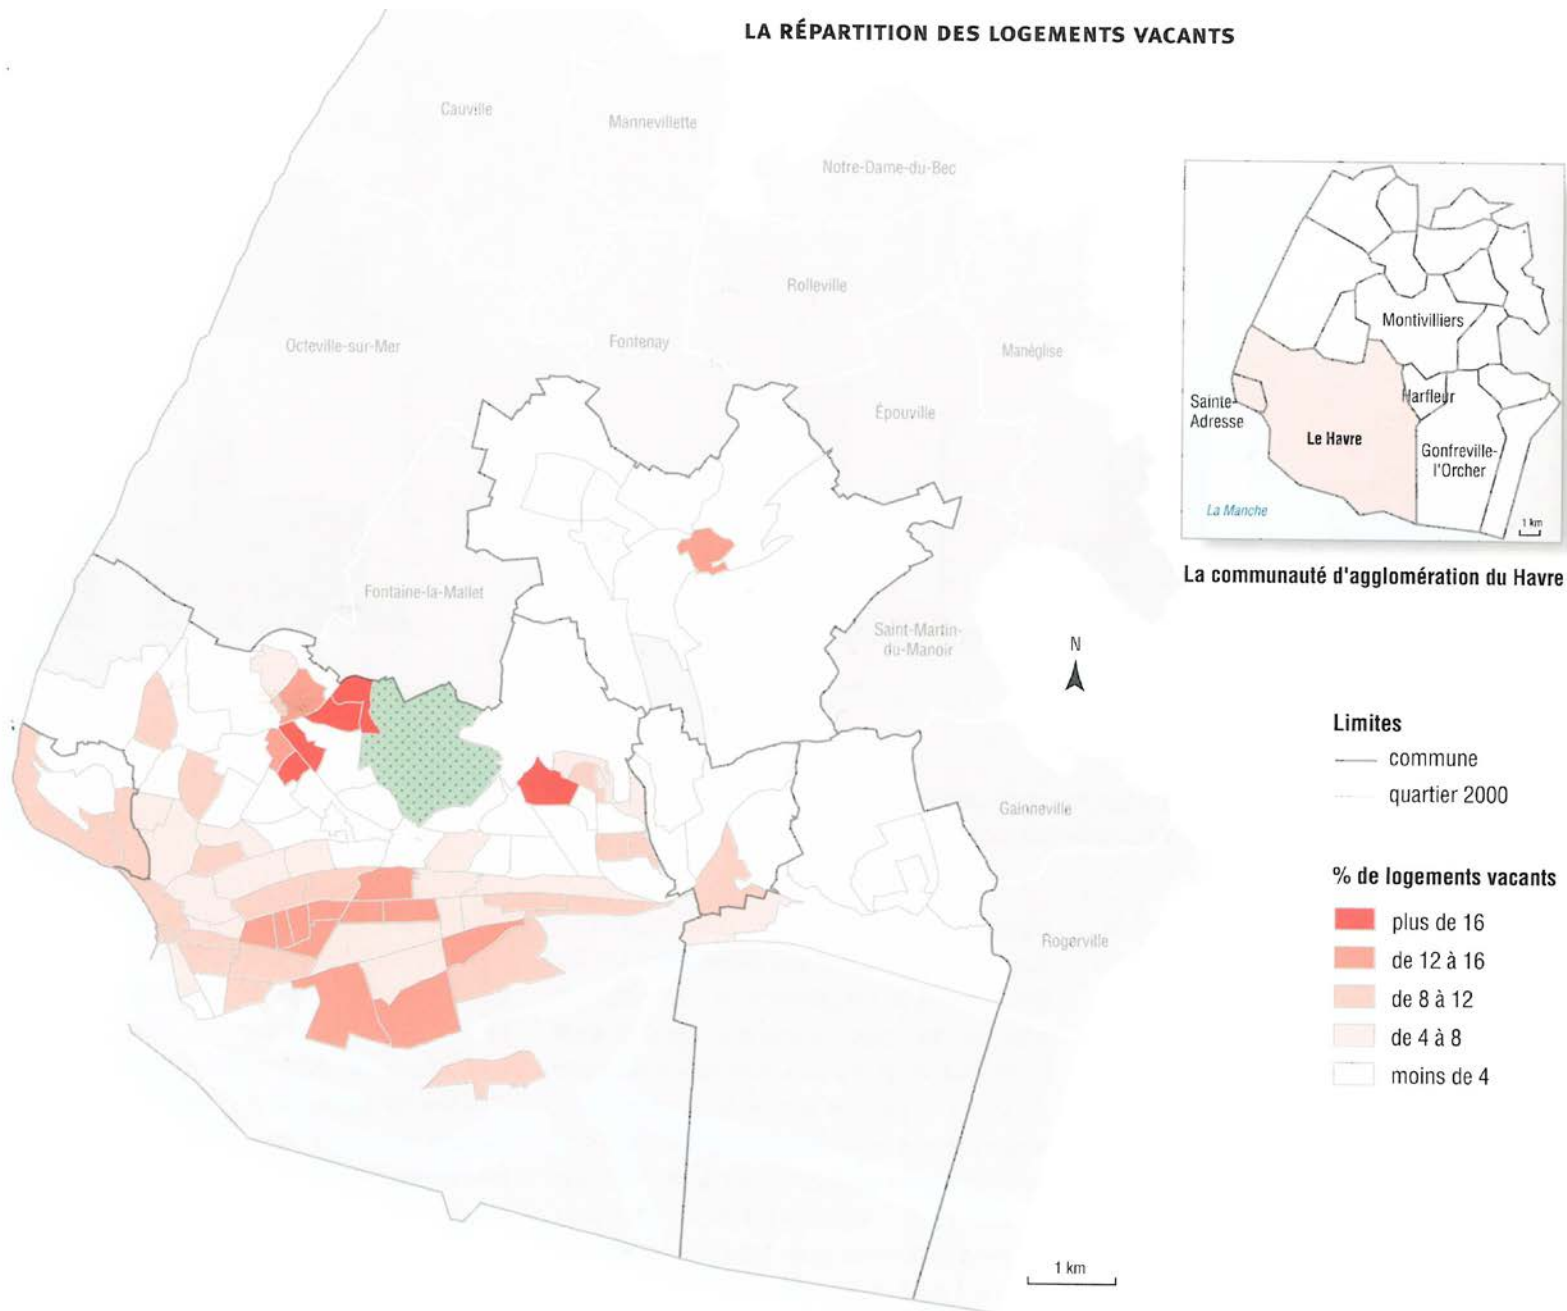 LA RÉPARTITION DES LOGEMENTS VACANTS
Cauville
Mannevillette
Notre-Dame-du-Bec
Rolleville
Octeville-sur-Mer
Fontenay
Manéglise
Épouville
Fontaine-la-Mallet
Saint-Martin-
du-Manoir
Gainneville
Rogerville
N
1 km
Montivilliers
Sainte-
Adresse
Harfleur
Le Havre
Gonfreville-
l'Orcher
La Manche
1 km
La communauté d'agglomération du Havre
Limites
commune
quartier 2000
% de logements vacants
plus de 16
de 12 à 16
de 8 à 12
de 4 à 8
moins de 4